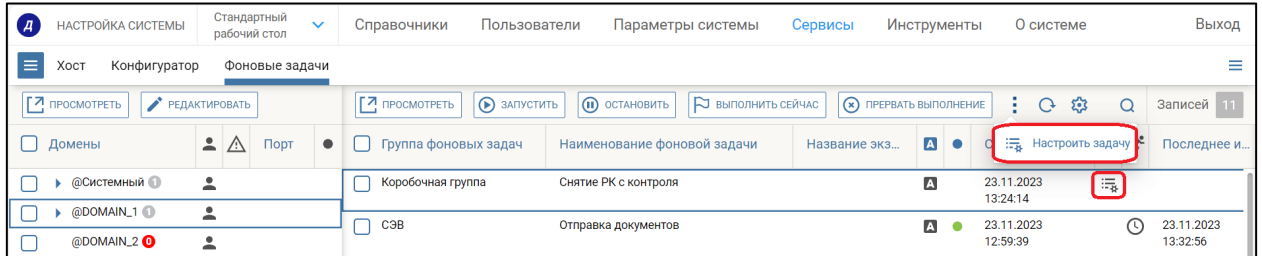 Д НАСТРОЙКА СИСТЕМЫ Стандартный рабочий стол Справочники Пользователи Параметры системы Сервисы Инструменты О системе Выход
Хост Конфигуратор Фоновые задачи
ПРОСМОТРЕТЬ РЕДАКТИРОВАТЬ ПРОСМОТРЕТЬ ЗАПУСТИТЬ ОСТАНОВИТЬ ВЫПОЛНИТЬ СЕЙЧАС ПРЕРВАТЬ ВЫПОЛНЕНИЕ Записей 11
Домены Порт Группа фоновых задач Наименование фоновой задачи Название экз... A С Настроить задачу Последнее и...
@Системный 1 Коробочная группа Снятие РК с контроля A 23.11.2023
13:24:14
@DOMAIN_1 1 СЭВ Отправка документов A 23.11.2023 23.11.2023
@DOMAIN_2 0 12:59:39 13:32:56